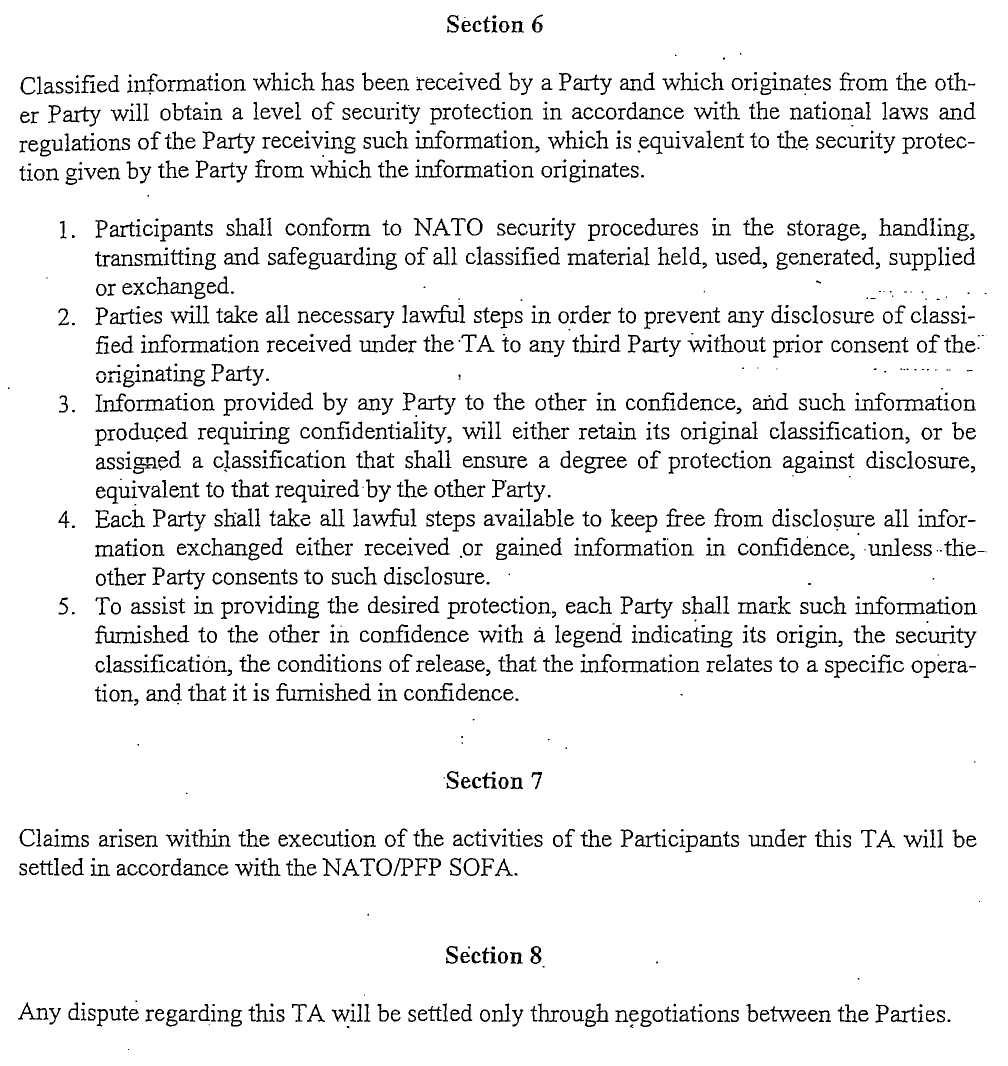 Section 6
Classified information which has been received by a Party and which originates from the oth-
er Party will obtain a level of security protection in accordance with the national laws and
regulations of the Party receiving such information, which is equivalent to the security protec-
tion given by the Party from which the information originates.
1. Participants shall conform to NATO security procedures in the storage, handling,
transmitting and safeguarding of all classified material held, used, generated, supplied
or exchanged.
2. Parties will take all necessary lawful steps in order to prevent any disclosure of classi-
fied information received under the TA to any third Party without prior consent of the
originating Party.
3. Information provided by any Party to the other in confidence, and such information
produced requiring confidentiality, will either retain its original classification, or be
assigned a classification that shall ensure a degree of protection against disclosure,
equivalent to that required by the other Party.
4. Each Party shall take all lawful steps available to keep free from disclosure all infor-
mation exchanged either received or gained information in confidence, unless the
other Party consents to such disclosure.
5. To assist in providing the desired protection, each Party shall mark such information
furnished to the other in confidence with a legend indicating its origin, the security
classification, the conditions of release, that the information relates to a specific opera-
tion, and that it is furnished in confidence.
Section 7
Claims arisen within the execution of the activities of the Participants under this TA will be
settled in accordance with the NATO/PFP SOFA.
Section 8
Any dispute regarding this TA will be settled only through negotiations between the Parties.